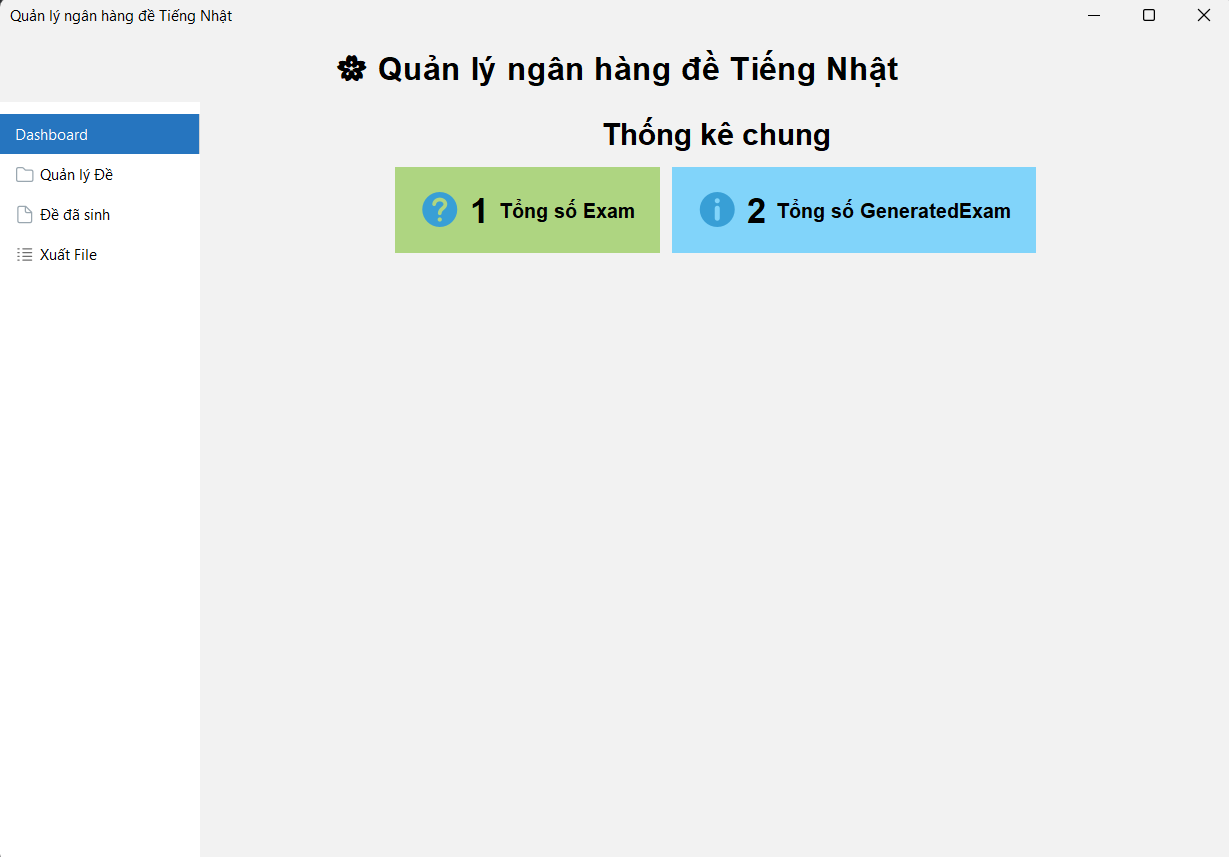 Quản lý ngân hàng đề Tiếng Nhật
Quản lý ngân hàng đề Tiếng Nhật
Dashboard
Quản lý Đề
Đề đã sinh
Xuất File
Thống kê chung
1 Tổng số Exam
2 Tổng số GeneratedExam